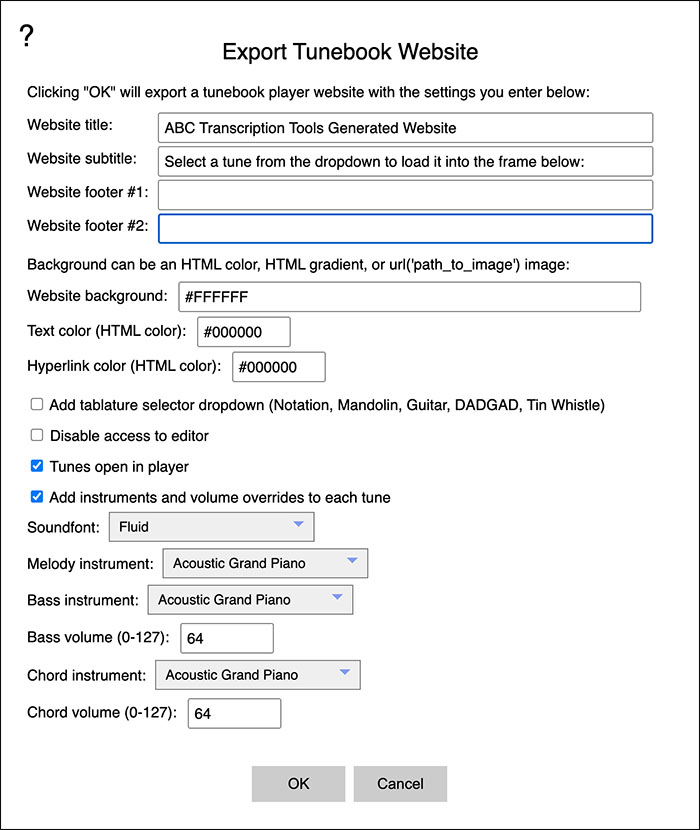 ?
Export Tunebook Website
Clicking "OK" will export a tunebook player website with the settings you enter below:
Website title: ABC Transcription Tools Generated Website
Website subtitle: Select a tune from the dropdown to load it into the frame below:
Website footer #1:
Website footer #2:
Background can be an HTML color, HTML gradient, or url('path_to_image') image:
Website background: #FFFFFF
Text color (HTML color): #000000
Hyperlink color (HTML color): #000000
Add tablature selector dropdown (Notation, Mandolin, Guitar, DADGAD, Tin Whistle)
Disable access to editor
Tunes open in player
Add instruments and volume overrides to each tune
Soundfont: Fluid
Melody instrument: Acoustic Grand Piano
Bass instrument: Acoustic Grand Piano
Bass volume (0-127): 64
Chord instrument: Acoustic Grand Piano
Chord volume (0-127): 64
OK Cancel